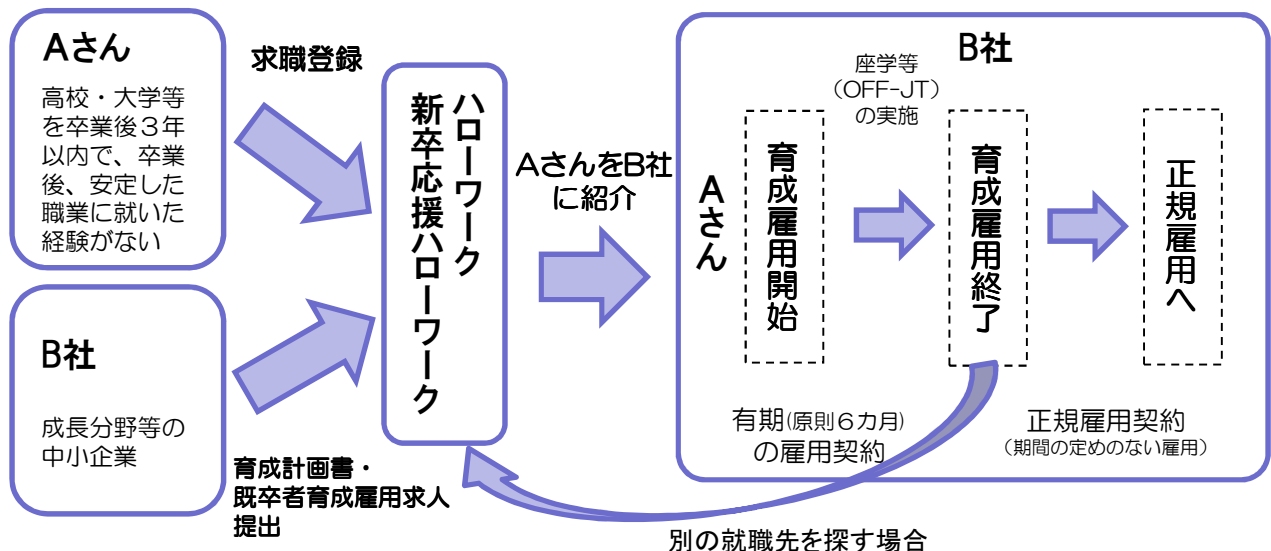 Aさん
高校・大学等
を卒業後３年
以内で、卒業
後、安定した
職業に就いた
経験がない
B社
成長分野等の
中小企業
求職登録
育成計画書・
既卒者育成雇用求人
提出
ハローワーク
新卒応援ハローワーク
AさんをB社
に紹介
B社
Aさん
育成雇用開始
座学等
（OFF-JT）
の実施
育成雇用終了
正規雇用へ
有期(原則６カ月)
の雇用契約
正規雇用契約
（期間の定めのない雇用）
別の就職先を探す場合